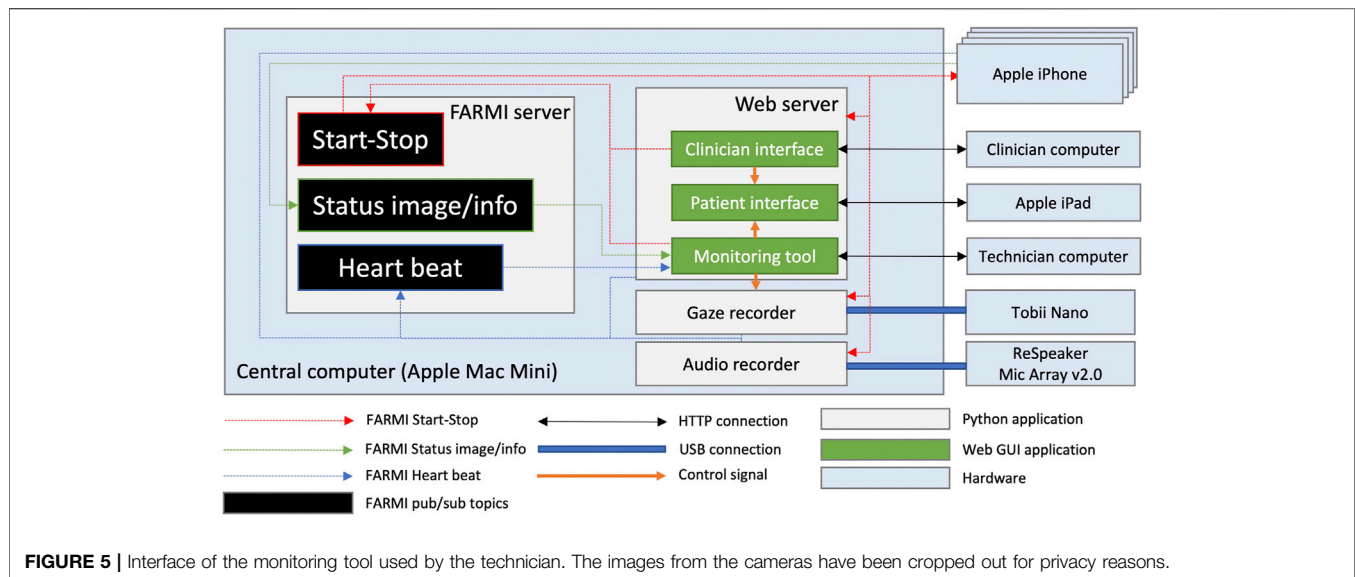 Apple iPhone
FARMI server
Web server
Start-Stop
Clinician interface
Clinician computer
Status image/info
Patient interface
Apple iPad
Heart beat
Monitoring tool
Technician computer
Gaze recorder
Tobii Nano
Central computer (Apple Mac Mini)
Audio recorder
ReSpeaker
Mic Array v2.0
FARMI Start-Stop
HTTP connection
Python application
FARMI Status image/info
USB connection
Web GUI application
FARMI Heart beat
Control signal
Hardware
FARMI pub/sub topics
FIGURE 5 | Interface of the monitoring tool used by the technician. The images from the cameras have been cropped out for privacy reasons.